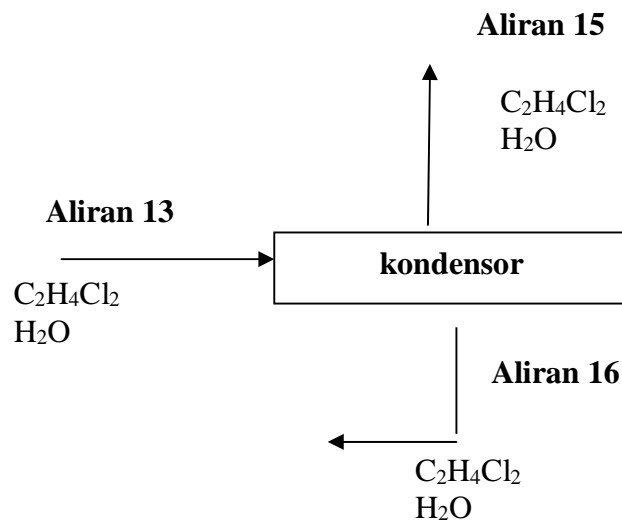 Aliran 15
C₂H₄Cl₂
H₂O
Aliran 13
C₂H₄Cl₂
H₂O
kondensor
Aliran 16
C₂H₄Cl₂
H₂O